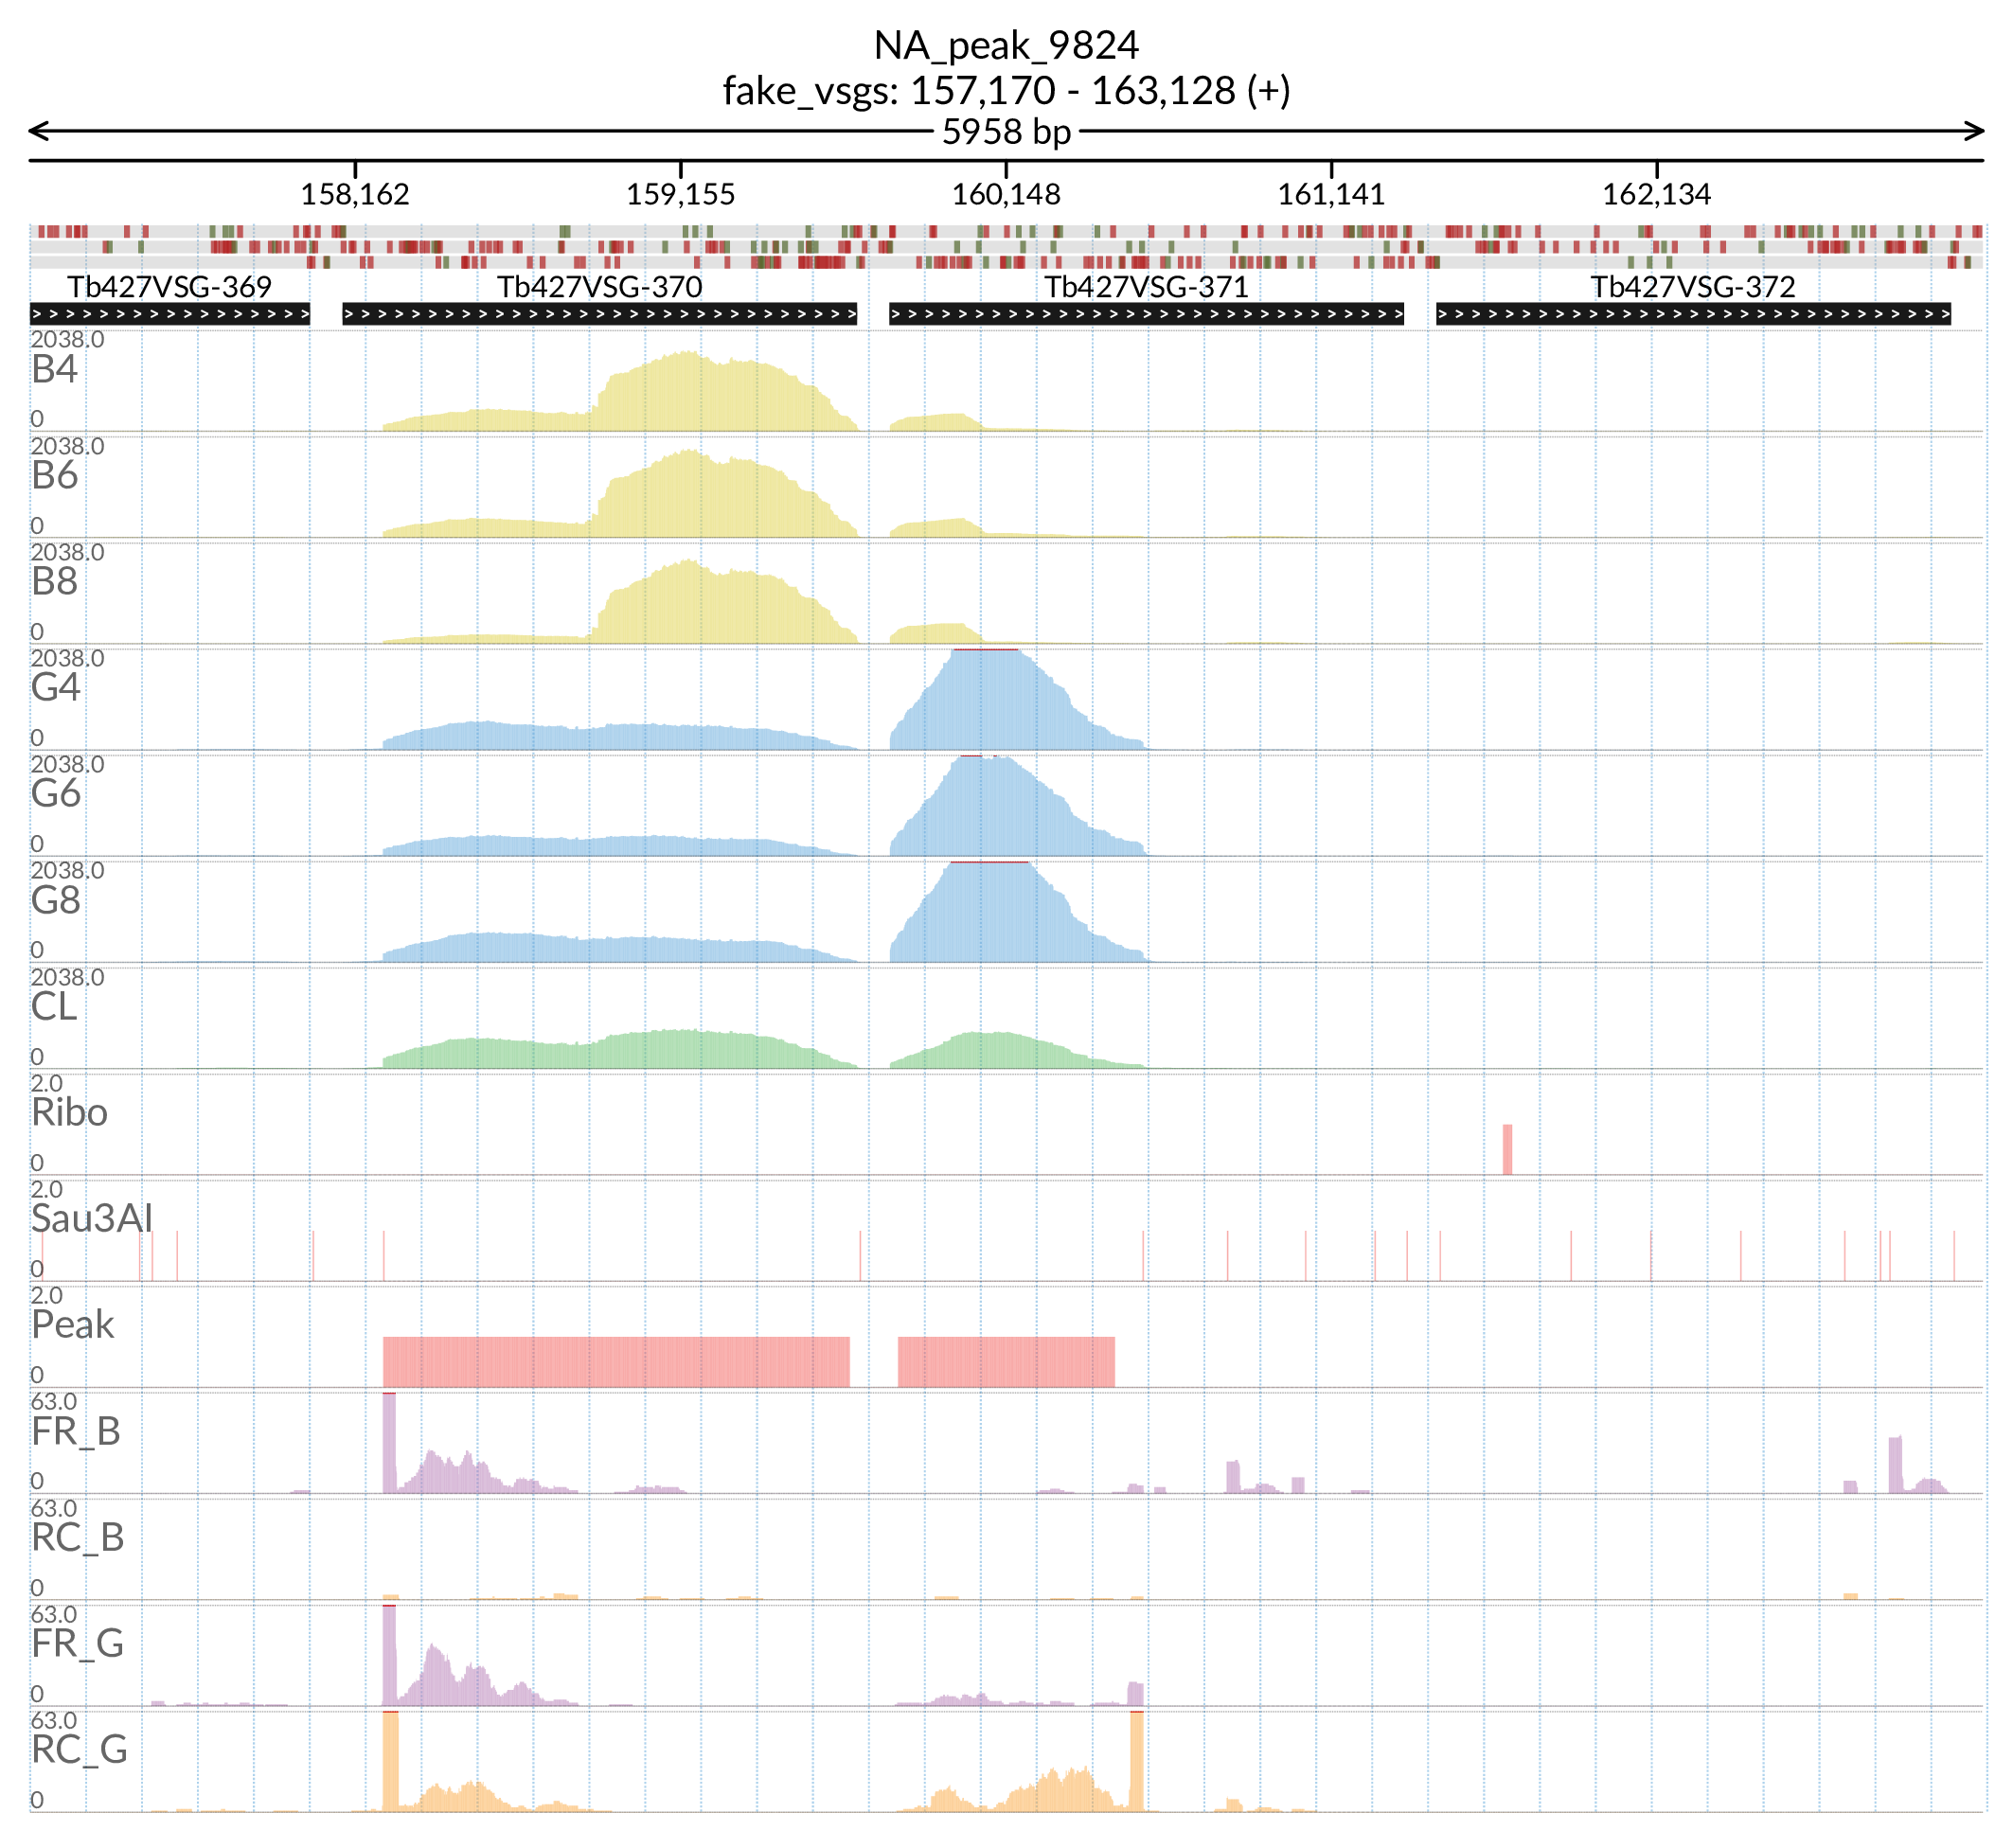 NA_peak_9824
fake_vsgs: 157,170 - 163,128 (+)
5958 bp
158,162 159,155 160,148 161,141 162,134
Tb427VSG-369 Tb427VSG-370 Tb427VSG-371 Tb427VSG-372
2038.0
B4
0
2038.0
B6
0
2038.0
B8
0
2038.0
G4
0
2038.0
G6
0
2038.0
G8
0
2038.0
CL
0
2.0
Ribo
0
2.0
Sau3AI
0
2.0
Peak
0
63.0
FR_B
0
63.0
RC_B
0
63.0
FR_G
0
63.0
RC_G
0